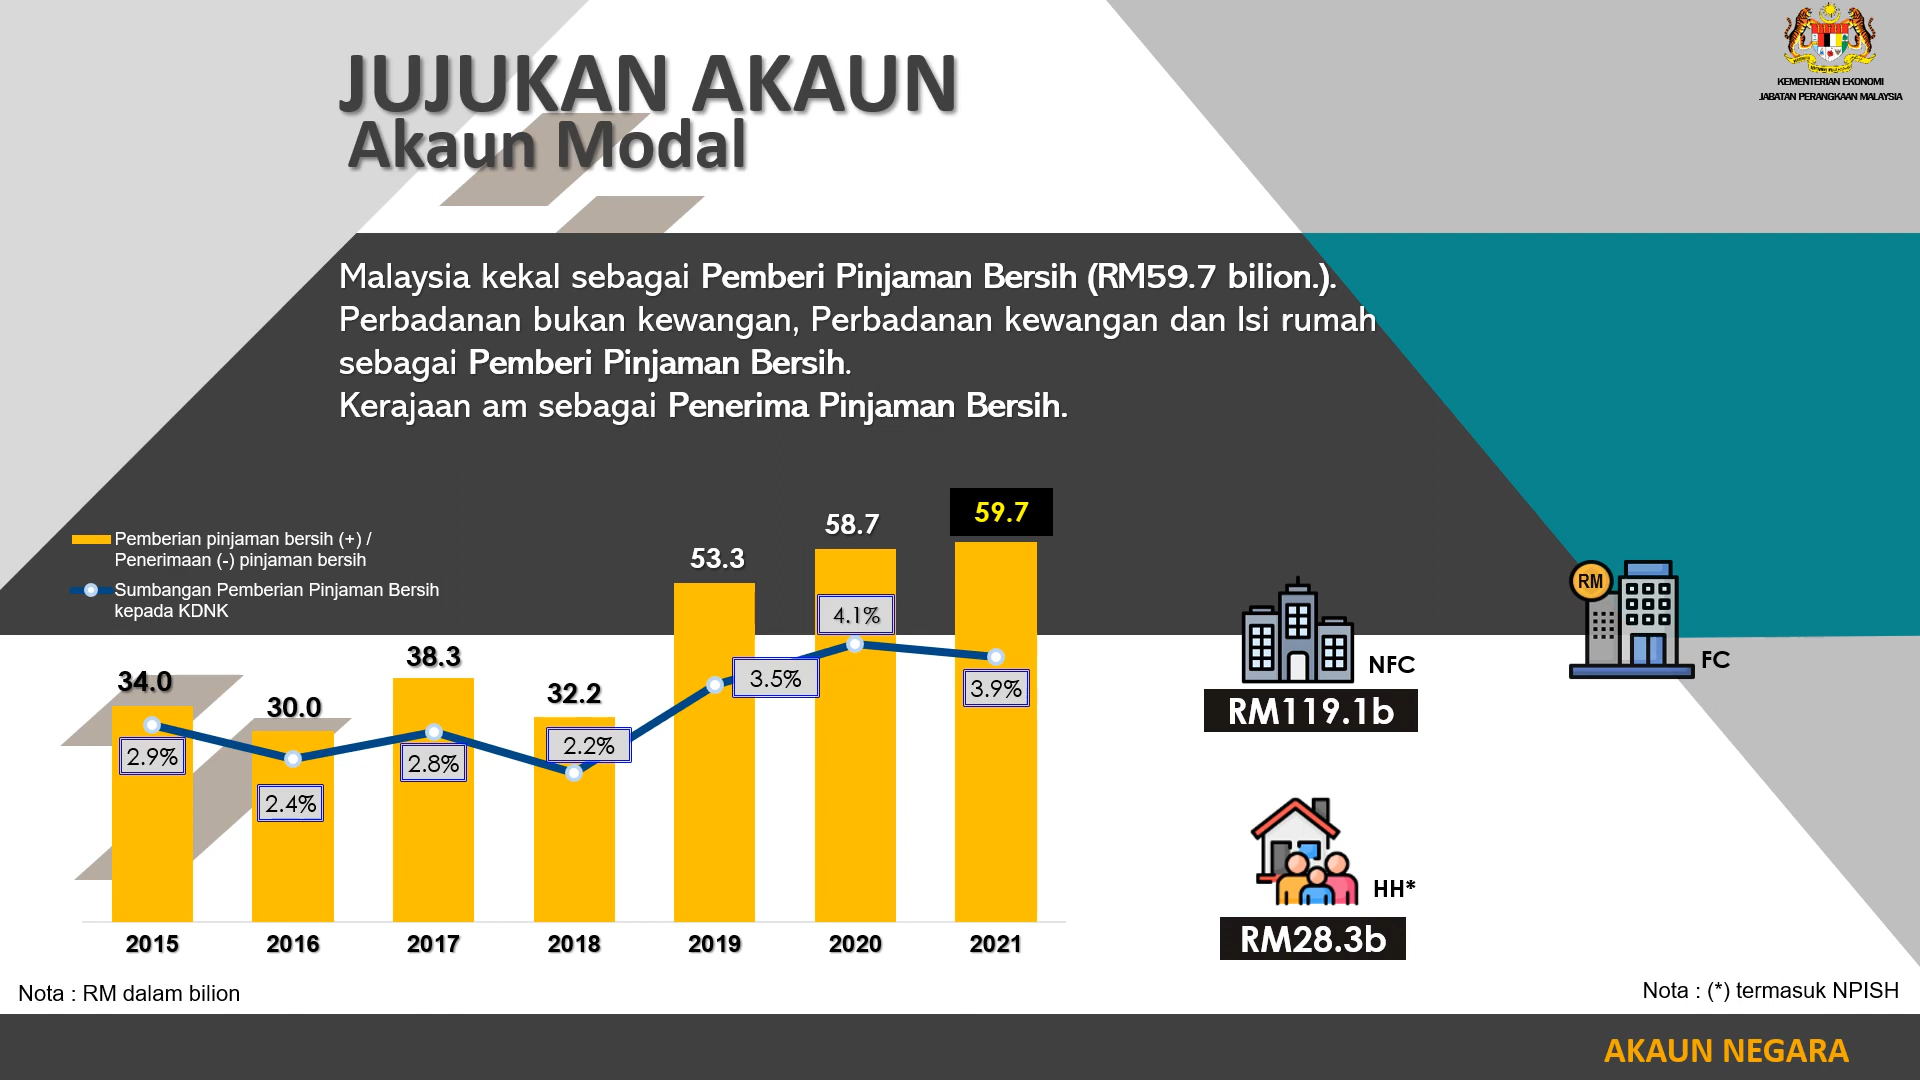 KEMENTERIAN EKONOMI
JABATAN PERANGKAAN MALAYSIA
JUJUKAN AKAUN
Akaun Modal
Malaysia kekal sebagai Pemberi Pinjaman Bersih (RM59.7 bilion.).
Perbadanan bukan kewangan, Perbadanan kewangan dan Isi rumah
sebagai Pemberi Pinjaman Bersih.
Kerajaan am sebagai Penerima Pinjaman Bersih.
Pemberian pinjaman bersih (+) /
Penerimaan (-) pinjaman bersih
Sumbangan Pemberian Pinjaman Bersih
kepada KDNK
34.0
30.0
38.3
32.2
53.3
58.7
59.7
2.9%
2.4%
2.8%
2.2%
3.5%
4.1%
3.9%
2015
2016
2017
2018
2019
2020
2021
NFC
RM119.1b
RM
FC
HH*
RM28.3b
Nota : RM dalam bilion
Nota : (*) termasuk NPISH
AKAUN NEGARA